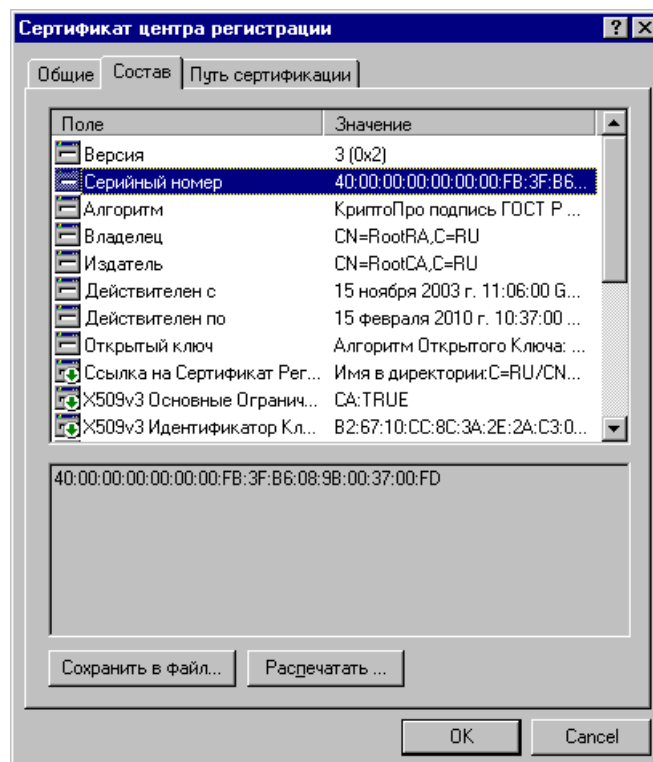 Сертификат центра регистрации
Общие Состав Путь сертификации
Поле Значение
Версия 3 (0x2)
Серийный номер 40:00:00:00:00:00:00:FB:3F:B6...
Алгоритм КриптоПро подпись ГОСТ Р ...
Владелец CN=RootRA,C=RU
Издатель CN=RootCA,C=RU
Действителен с 15 ноября 2003 г. 11:06:00 G...
Действителен по 15 февраля 2010 г. 10:37:00 ...
Открытый ключ Алгоритм Открытого Ключа: ...
Ссылка на Сертификат Рег... Имя в директории:C=RU/CN...
X509v3 Основные Огранич... CA:TRUE
X509v3 Идентификатор Кл... B2:67:10:CC:8C:3A:2E:2A:C3:0...
40:00:00:00:00:00:00:FB:3F:B6:08:9B:00:37:00:FD
Сохранить в файл... Распечатать ...
OK Cancel